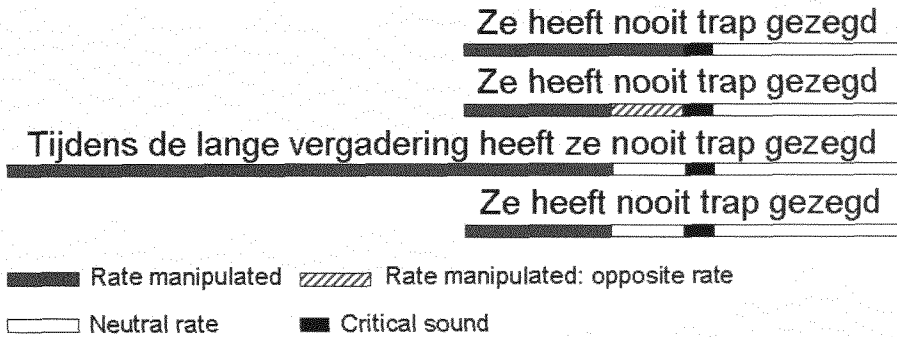 Ze heeft nooit trap gezegd
Ze heeft nooit trap gezegd
Tijdens de lange vergadering heeft ze nooit trap gezegd
Ze heeft nooit trap gezegd
Rate manipulated Rate manipulated: opposite rate
Neutral rate Critical sound